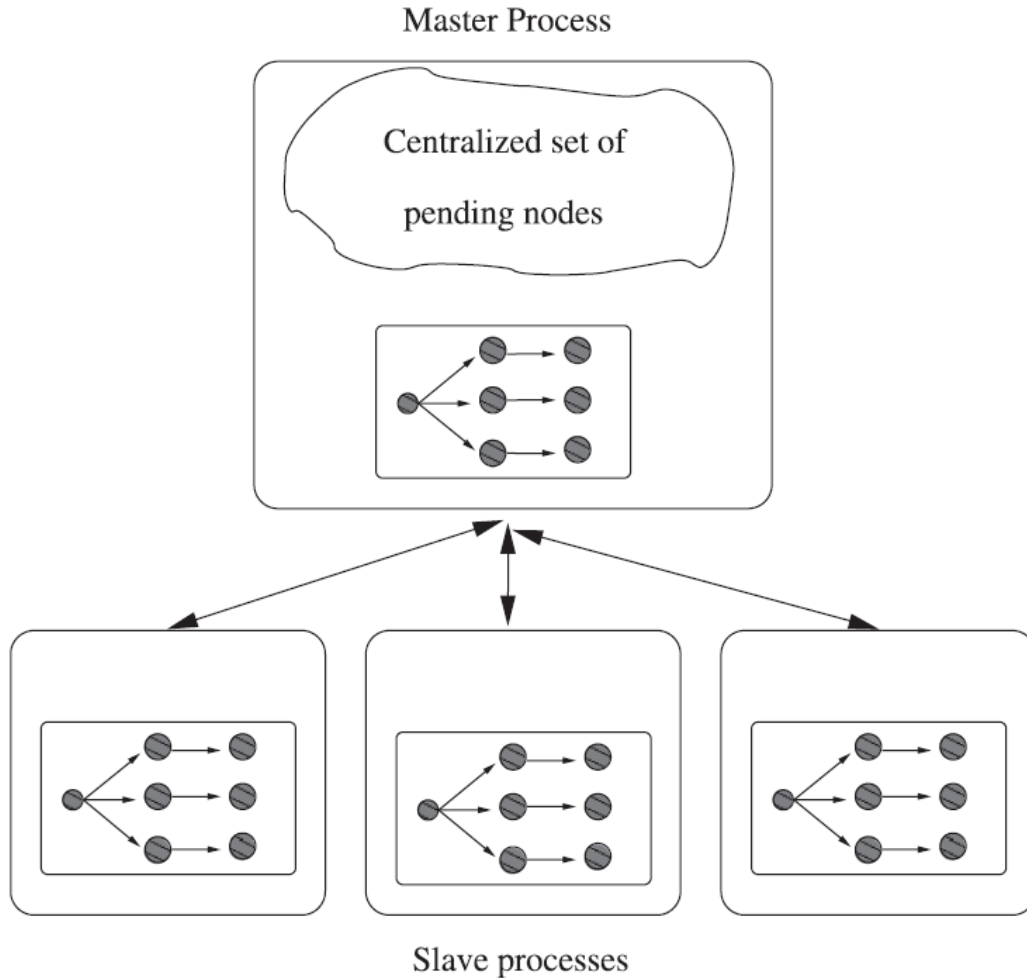 Master Process
Centralized set of
pending nodes
Slave processes